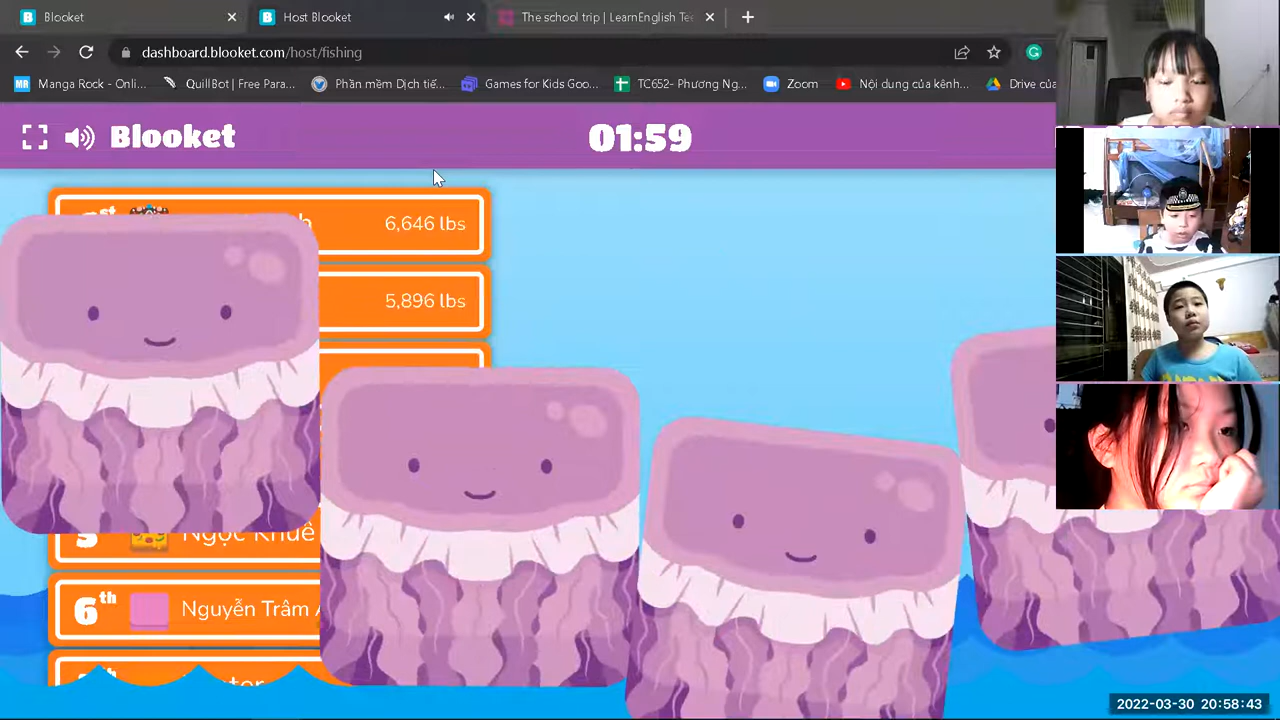 Blooket
Host Blooket
The school trip | LearnEnglish Te
dashboard.blooket.com/host/fishing
MR Manga Rock - Onli...
QuillBot | Free Para...
Phần mềm Dịch tiế...
Games for Kids Goo...
TC652- Phương Ng...
Zoom
Nội dung của kênh...
Drive của
Blooket
01:59
6,646 lbs
5,896 lbs
Ngọc Khuê
6th Nguyễn Trâm
2022-03-30 20:58:43